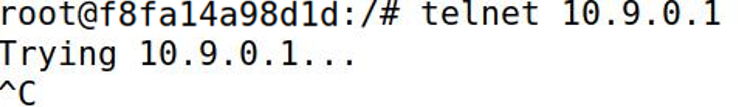 root@f8fa14a98d1d:/# telnet 10.9.0.1
Trying 10.9.0.1...
^C